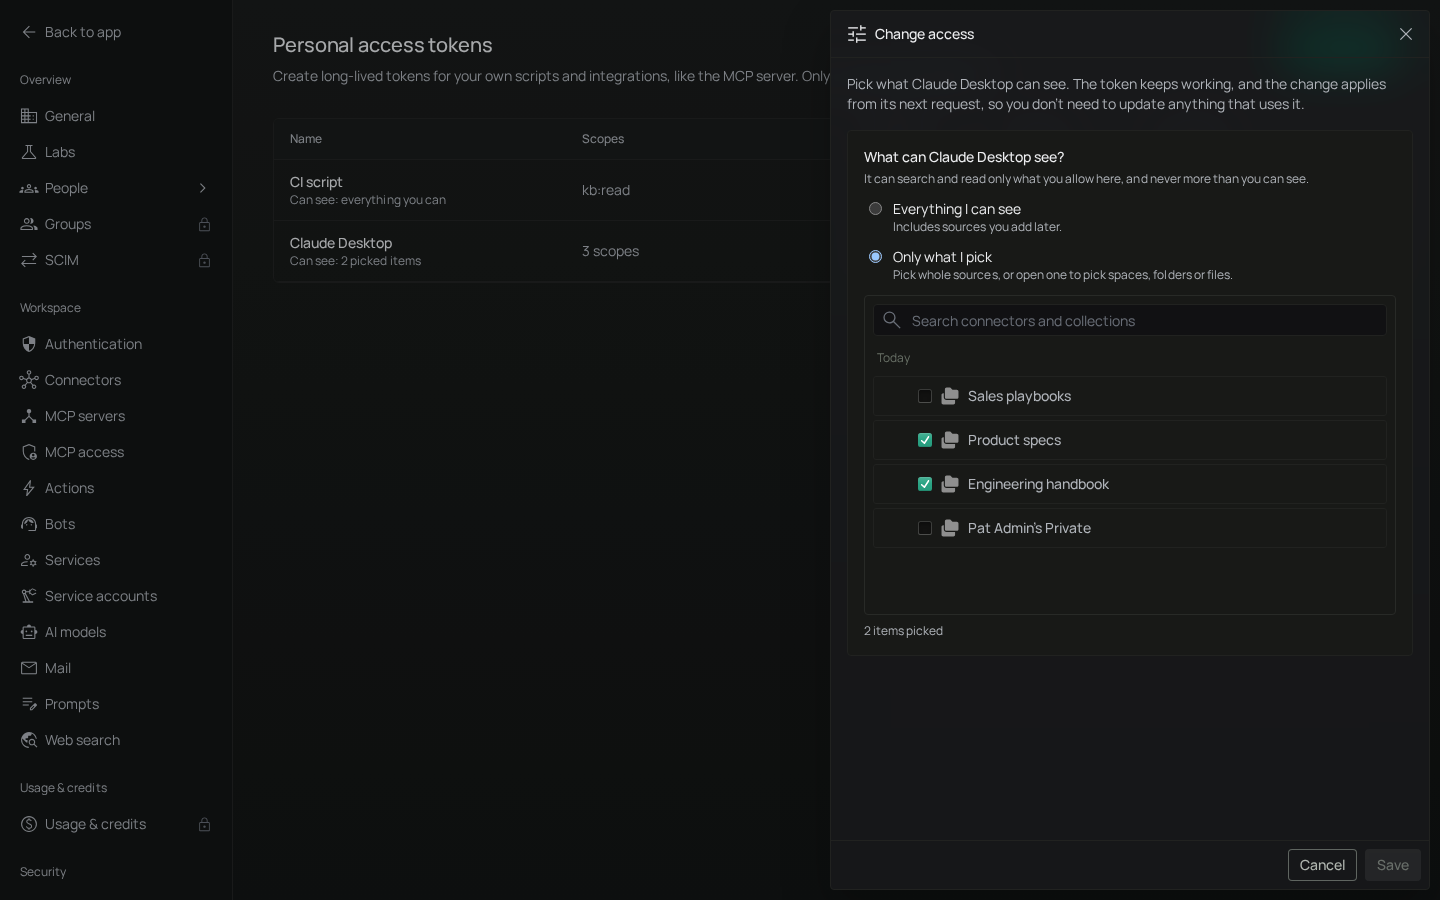 Back to app
Overview
General
Labs
People
Groups
SCIM
Workspace
Authentication
Connectors
MCP servers
MCP access
Actions
Bots
Services
Service accounts
AI models
Mail
Prompts
Web search
Usage & credits
Usage & credits
Security
Personal access tokens
Create long-lived tokens for your own scripts and integrations, like the MCP server. Only
Name Scopes
CI script
Can see: everything you can
kb:read
Claude Desktop
Can see: 2 picked items
3 scopes
Change access
Pick what Claude Desktop can see. The token keeps working, and the change applies
from its next request, so you don't need to update anything that uses it.
What can Claude Desktop see?
It can search and read only what you allow here, and never more than you can see.
Everything I can see
Includes sources you add later.
Only what I pick
Pick whole sources, or open one to pick spaces, folders or files.
Search connectors and collections
Today
Sales playbooks
Product specs
Engineering handbook
Pat Admin's Private
2 items picked
Cancel Save